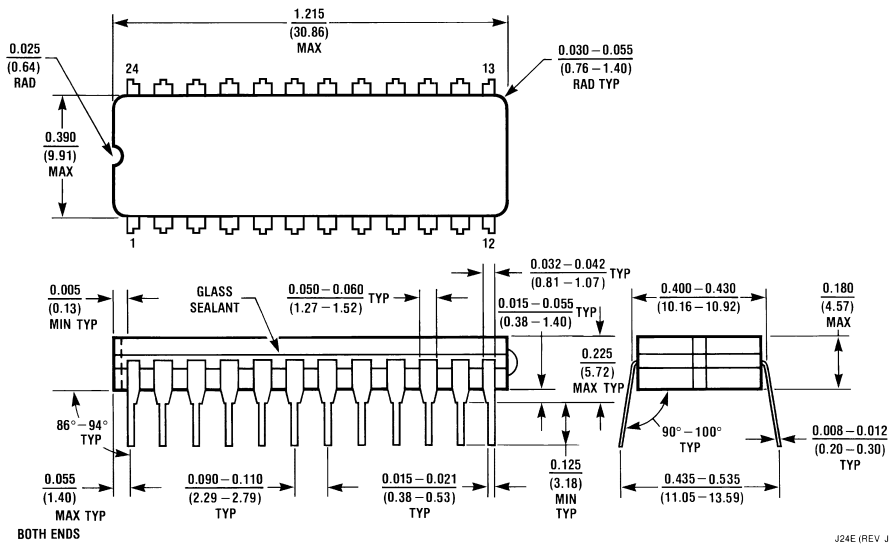 1.215
(30.86)
MAX
0.025
(0.64)
RAD
24
13
0.030 – 0.055
(0.76 – 1.40)
RAD TYP
0.390
(9.91)
MAX
1
12
0.005
(0.13)
MIN TYP
GLASS
SEALANT
0.050 – 0.060
(1.27 – 1.52)
TYP
0.032 – 0.042
(0.81 – 1.07)
TYP
0.015 – 0.055
(0.38 – 1.40)
TYP
0.400 – 0.430
(10.16 – 10.92)
0.180
(4.57)
MAX
0.225
(5.72)
MAX TYP
86° – 94°
TYP
90° – 100°
TYP
0.008 – 0.012
(0.20 – 0.30)
TYP
0.055
(1.40)
MAX TYP
BOTH ENDS
0.090 – 0.110
(2.29 – 2.79)
TYP
0.015 – 0.021
(0.38 – 0.53)
TYP
0.125
(3.18)
MIN
TYP
0.435 – 0.535
(11.05 – 13.59)
J24E (REV J